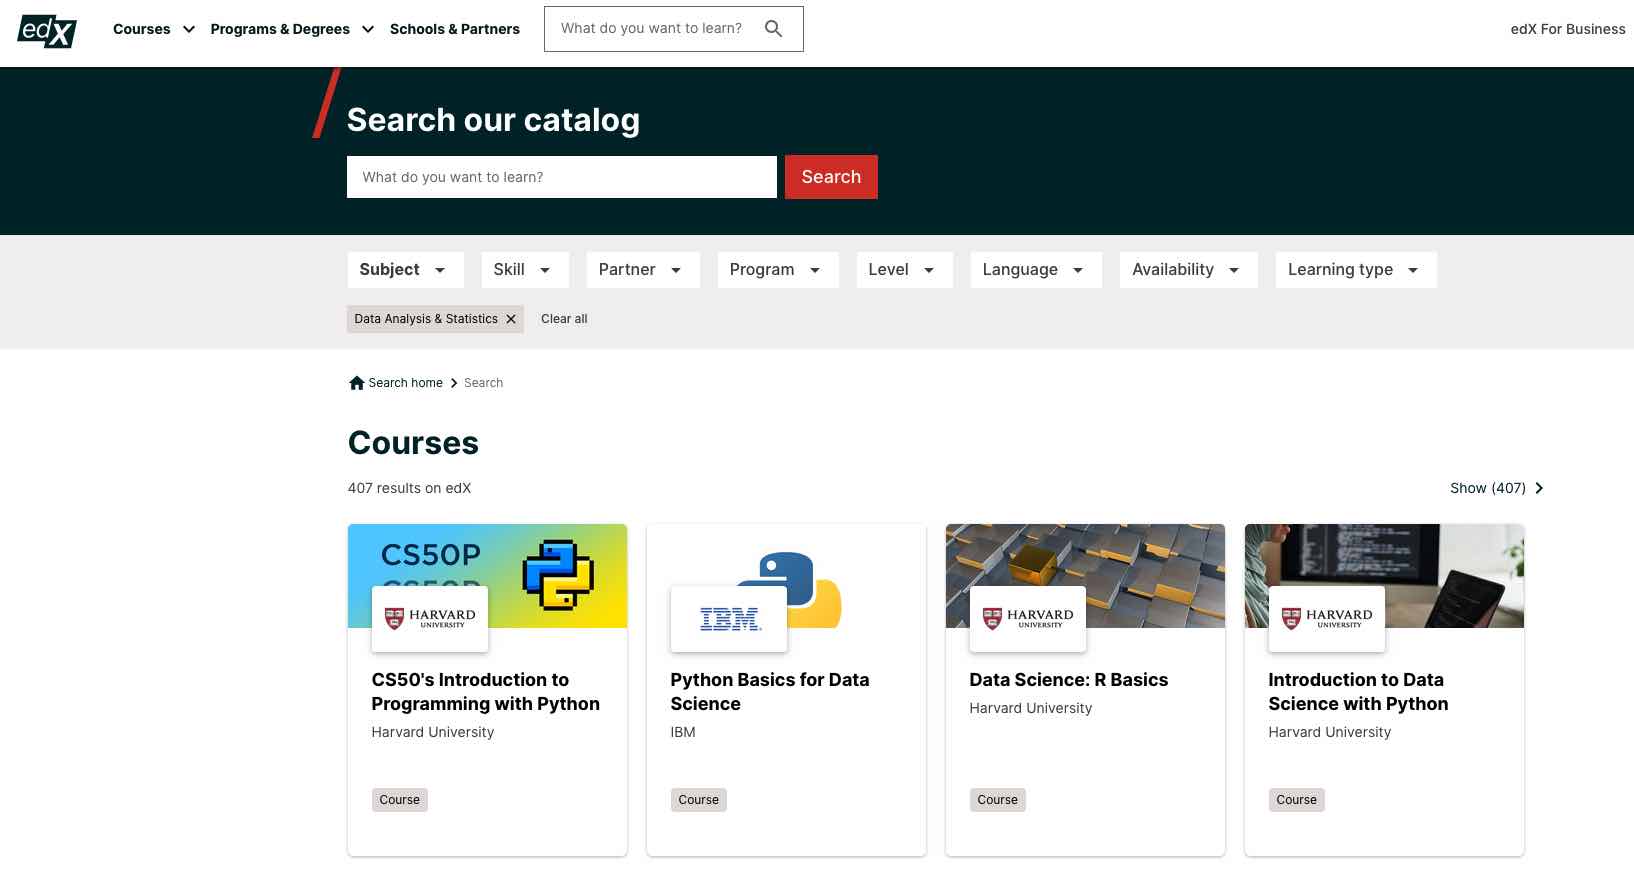 edX
Courses
Programs & Degrees
Schools & Partners
What do you want to learn?
edX For Business
Search our catalog
What do you want to learn?
Search
Subject
Skill
Partner
Program
Level
Language
Availability
Learning type
Data Analysis & Statistics
Clear all
Search home
Search
Courses
407 results on edX
Show (407)
CS50P
CS50P
HARVARD
UNIVERSITY
CS50's Introduction to
Programming with Python
Harvard University
Course
IBM
Python Basics for Data
Science
IBM
Course
HARVARD
UNIVERSITY
Data Science: R Basics
Harvard University
Course
HARVARD
UNIVERSITY
Introduction to Data
Science with Python
Harvard University
Course